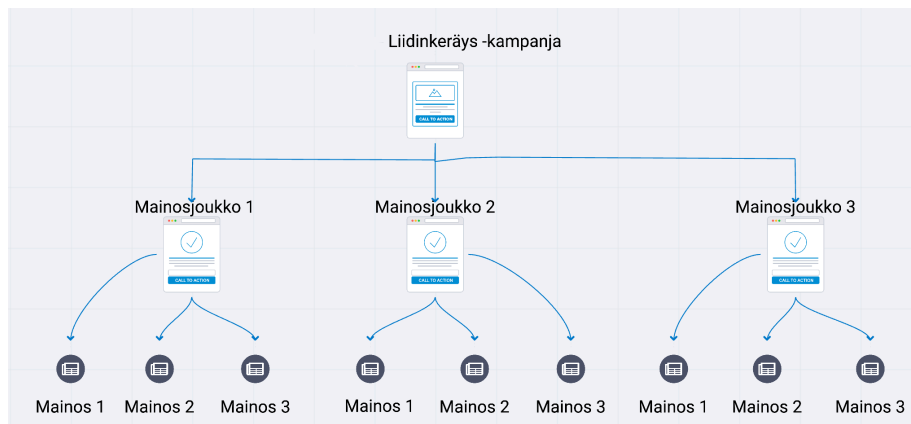 Liidinkeräys -kampanja
CALL TO ACTION
Mainosjoukko 1
Mainosjoukko 2
Mainosjoukko 3
CALL TO ACTION
CALL TO ACTION
CALL TO ACTION
Mainos 1
Mainos 2
Mainos 3
Mainos 1
Mainos 2
Mainos 3
Mainos 1
Mainos 2
Mainos 3